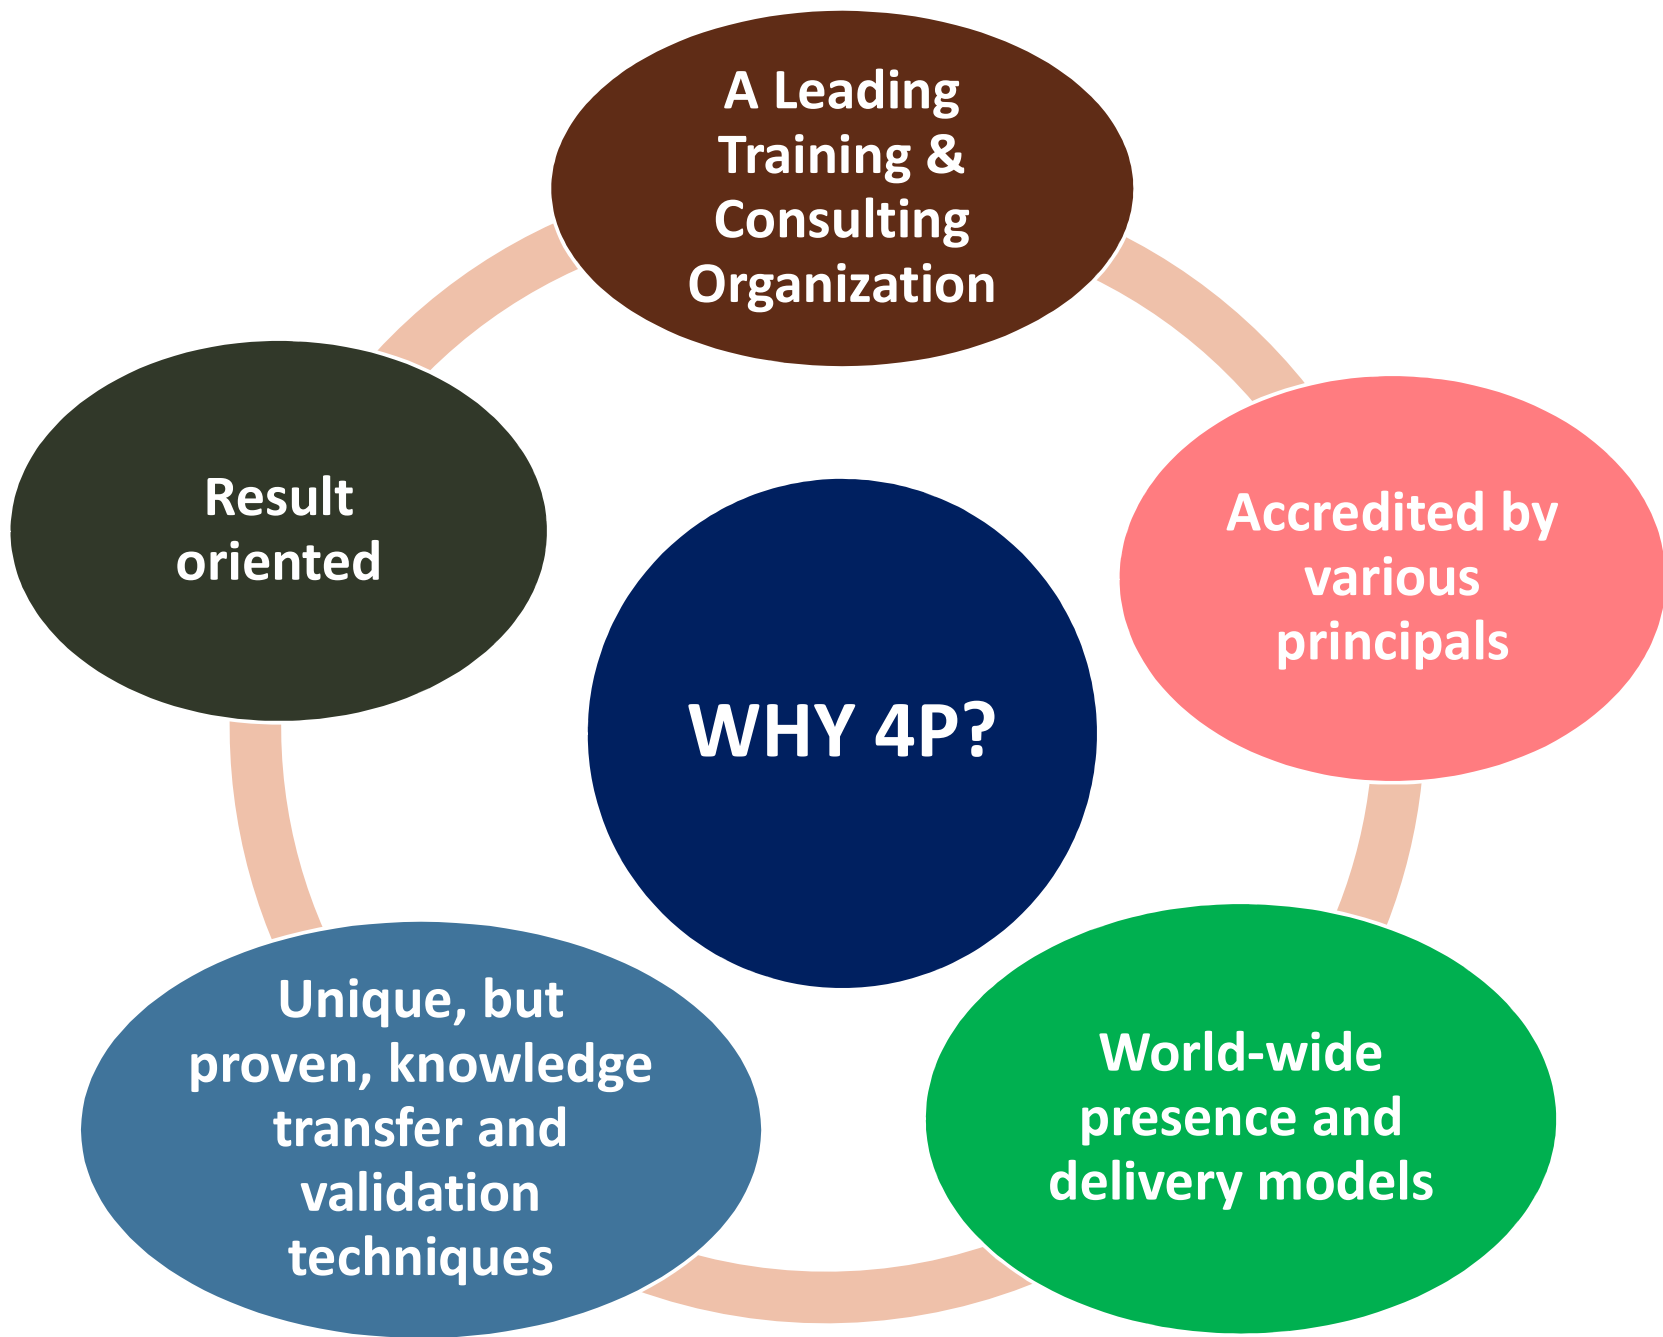 A Leading
Training &
Consulting
Organization
Accredited by
various
principals
World-wide
presence and
delivery models
Unique, but
proven, knowledge
transfer and
validation
techniques
Result
oriented
WHY 4P?